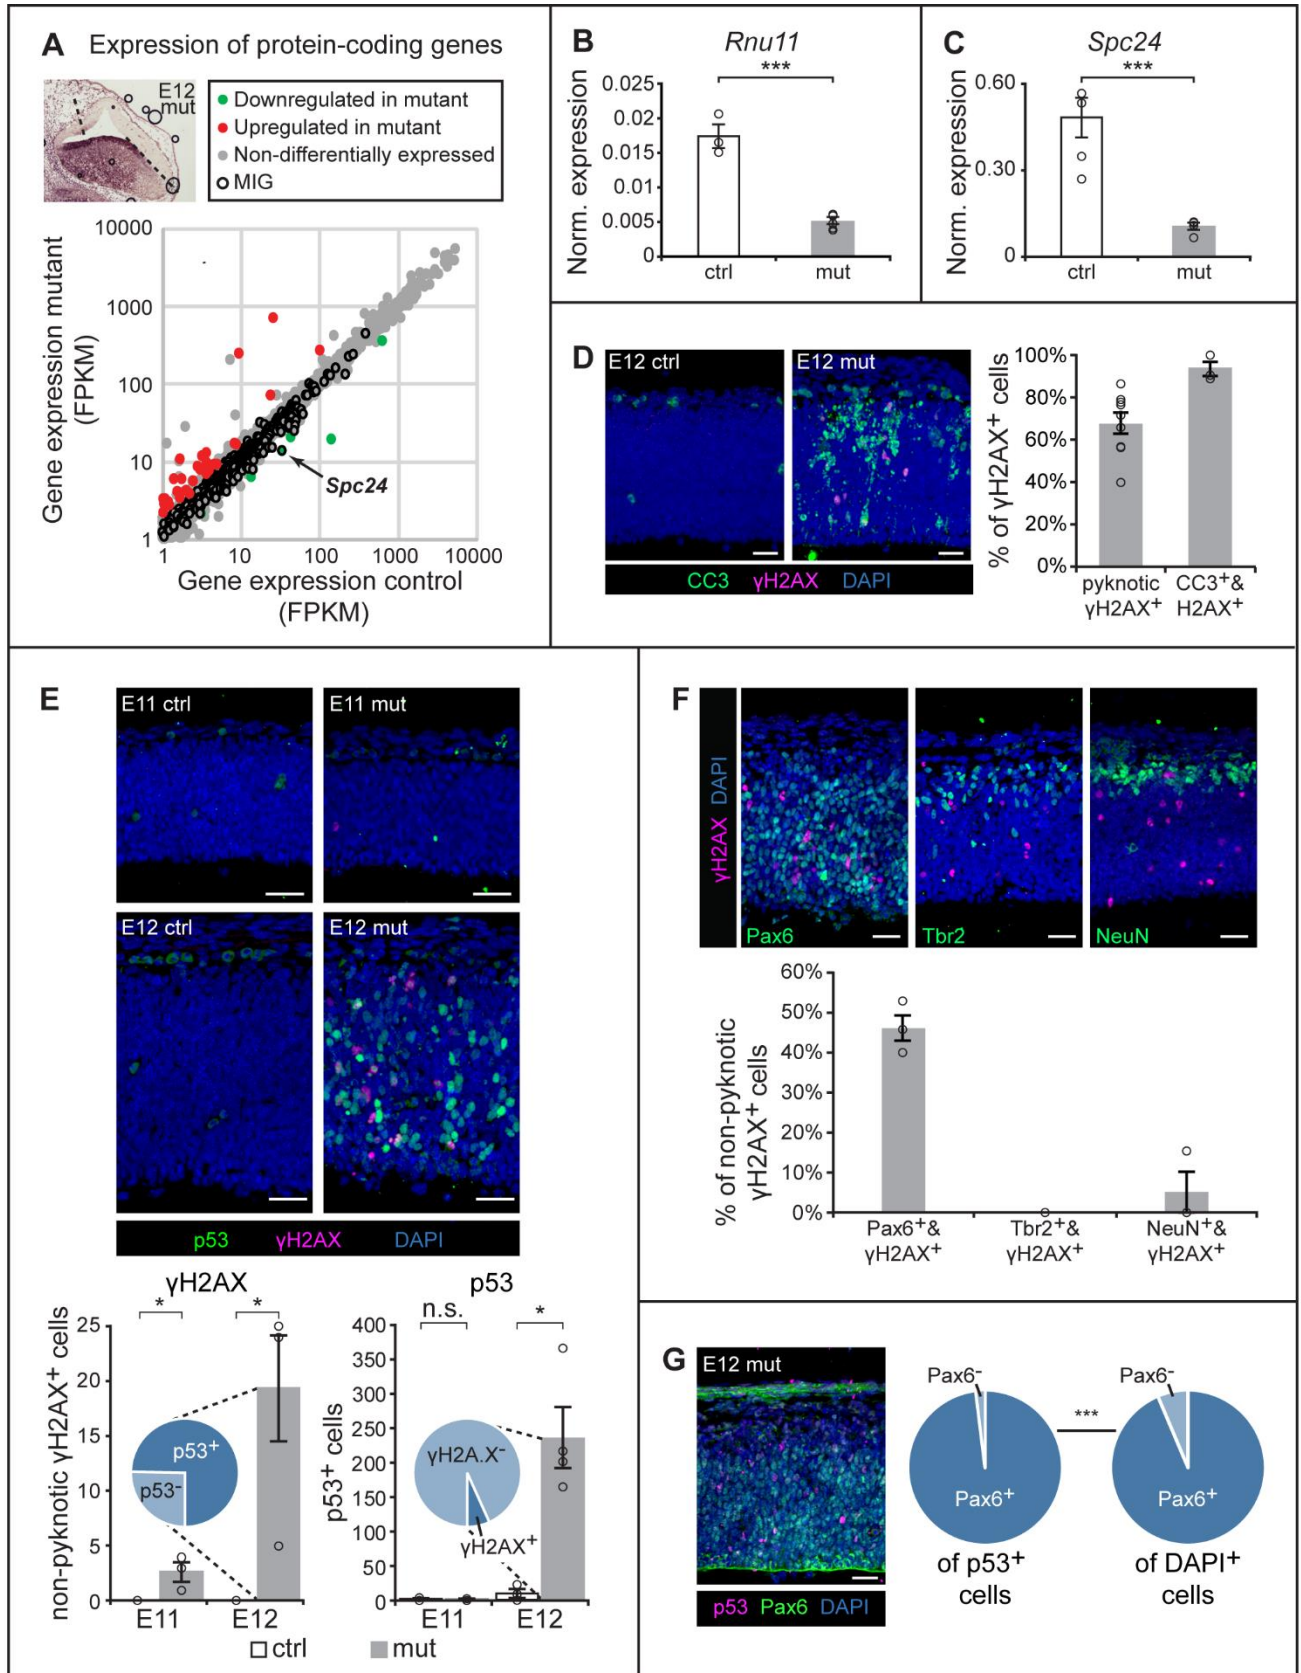 A Expression of protein-coding genes
E12
mut
Downregulated in mutant
Upregulated in mutant
Non-differentially expressed
MIG
Gene expression mutant
(FPKM)
10000
1000
100
10
1
Spc24
1 10 100 1000 10000
Gene expression control
(FPKM)
B Rnu11
***
Norm. expression
0.025
0.02
0.015
0.01
0.005
0
ctrl mut
C Spc24
***
Norm. expression
0.60
0.30
0
ctrl mut
D
E12 ctrl
E12 mut
CC3 γH2AX DAPI
% of γH2AX+ cells
100%
80%
60%
40%
20%
0%
pyknotic
γH2AX+
CC3+&
H2AX+
E
E11 ctrl
E11 mut
E12 ctrl
E12 mut
p53 γH2AX DAPI
γH2AX
* *
non-pyknotic γH2AX+ cells
25
20
15
10
5
0
p53+
p53-
E11 E12
p53
n.s. *
p53+ cells
400
350
300
250
200
150
100
50
0
γH2A.X-
γH2AX+
E11 E12
ctrl mut
F
γH2AX DAPI
Pax6
Tbr2
NeuN
% of non-pyknotic
γH2AX+ cells
60%
50%
40%
30%
20%
10%
0%
Pax6+&
γH2AX+
Tbr2+&
γH2AX+
NeuN+&
γH2AX+
G
E12 mut
p53 Pax6 DAPI
Pax6-
Pax6+
of p53+
cells
***
Pax6-
Pax6+
of DAPI+
cells